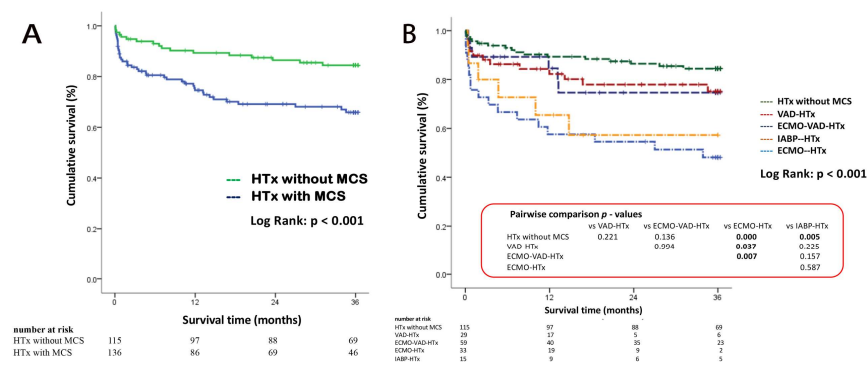 A
Cumulative survival (%)
1.0
0.8
0.6
0.4
0.2
0.0
HTx without MCS
HTx with MCS
Log Rank: p < 0.001
0
12
24
36
Survival time (months)
number at risk
HTx without MCS 115 97 88 69
HTx with MCS 136 86 69 46
B
Cumulative survival (%)
1.0
0.8
0.6
0.4
0.2
0.0
HTx without MCS
VAD-HTx
ECMO-VAD-HTx
IABP--HTx
ECMO--HTx
Log Rank: p < 0.001
Pairwise comparison p - values
vs VAD-HTx vs ECMO-VAD-HTx vs ECMO-HTx vs IABP-HTx
HTx without MCS 0.221 0.136 0.000 0.005
VAD-HTx 0.994 0.037 0.225
ECMO-VAD-HTx 0.007 0.157
ECMO-HTx 0.587
0
12
24
36
Survival time (months)
number at risk
HTx without MCS 115 97 88 69
VAD-HTx 29 17 5 6
ECMO-VAD-HTx 59 40 35 23
ECMO-HTx 33 19 9 2
IABP-HTx 15 9 6 5